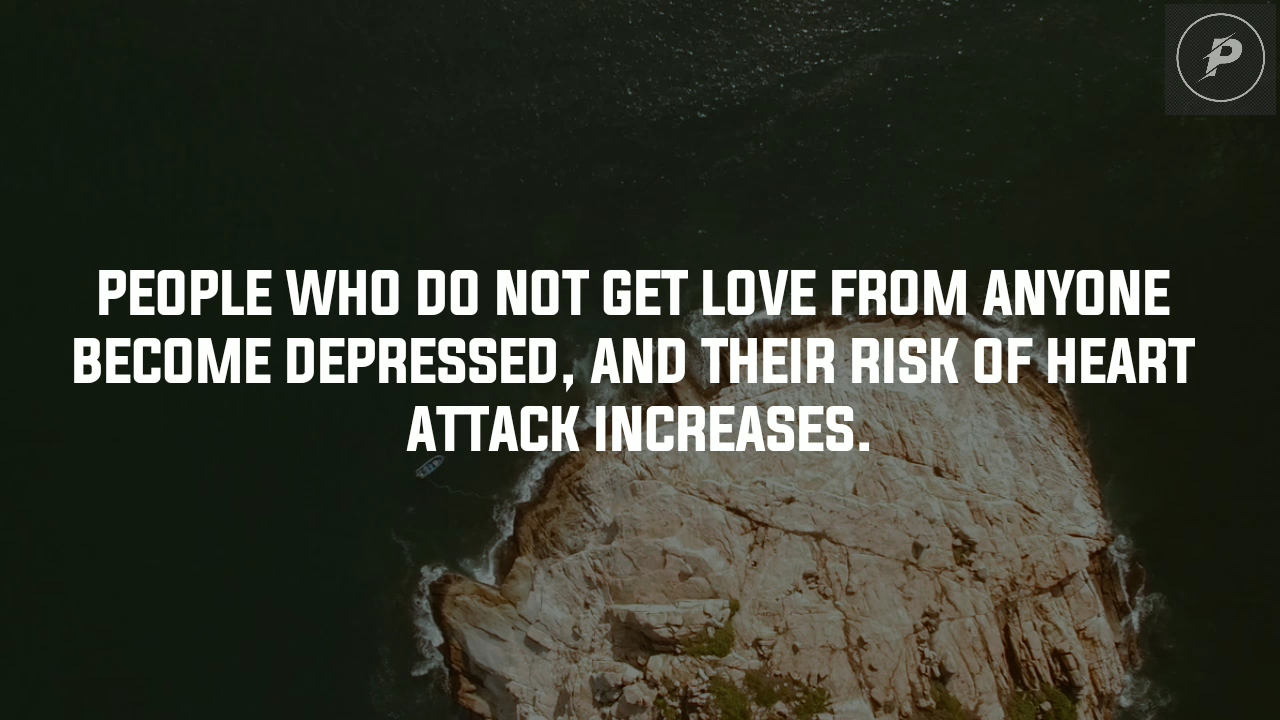 P
PEOPLE WHO DO NOT GET LOVE FROM ANYONE
BECOME DEPRESSED, AND THEIR RISK OF HEART
ATTACK INCREASES.